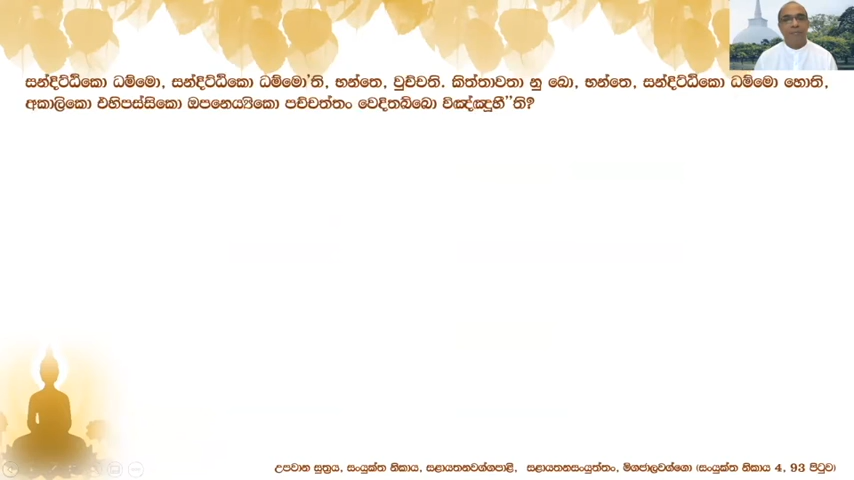 සන්දිට්ඨිකො ධම්මො, සන්දිට්ඨිකො ධම්මො'ති, භන්තෙ, වුච්චති. කිත්තාවතා නු ඛො, භන්තෙ, සන්දිට්ඨිකො ධම්මො හොති,
අකාලිකො එහිපස්සිකො ඔපනෙය්‍යිකො පච්චත්තං වෙදිතබ්බො විඤ්ඤූහී’’ති?
උපවාන සූත්‍රය, සංයුක්ත නිකාය, සළායතනවග්ගපාළි, සළායතනසංයුත්තං, මිගජාලවග්ගො (සංයුක්ත නිකාය 4, 93 පිටුව)